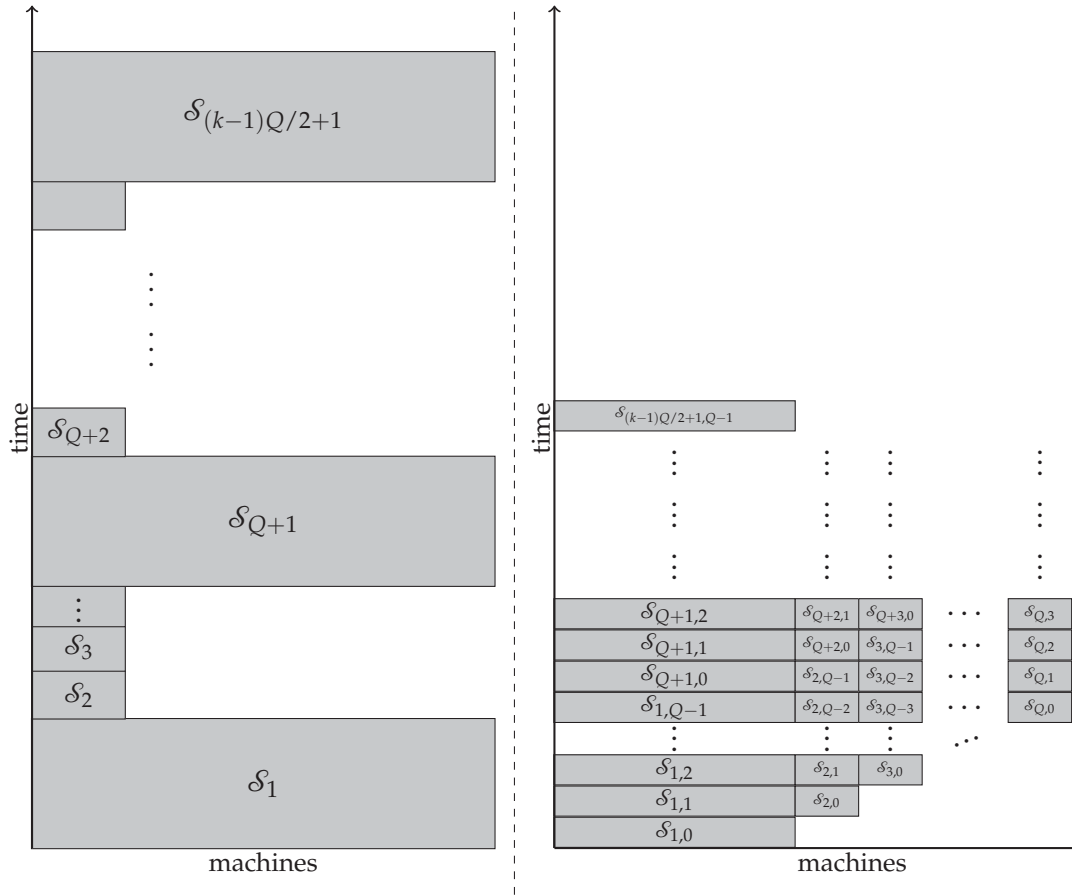 𝒮_{(k−1)Q/2+1}
⋮
⋮
time
𝒮_{Q+2}
𝒮_{Q+1}
⋮
𝒮_3
𝒮_2
𝒮_1
machines
time
𝒮_{(k−1)Q/2+1,Q−1}
⋮ ⋮ ⋮ ⋮
⋮ ⋮ ⋮ ⋮
⋮ ⋮ ⋮ ⋮
𝒮_{Q+1,2} 𝒮_{Q+2,1} 𝒮_{Q+3,0} ⋯ 𝒮_{Q,3}
𝒮_{Q+1,1} 𝒮_{Q+2,0} 𝒮_{3,Q−1} ⋯ 𝒮_{Q,2}
𝒮_{Q+1,0} 𝒮_{2,Q−1} 𝒮_{3,Q−2} ⋯ 𝒮_{Q,1}
𝒮_{1,Q−1} 𝒮_{2,Q−2} 𝒮_{3,Q−3} ⋯ 𝒮_{Q,0}
⋮ ⋮ ⋮ ⋰
𝒮_{1,2} 𝒮_{2,1} 𝒮_{3,0}
𝒮_{1,1} 𝒮_{2,0}
𝒮_{1,0}
machines